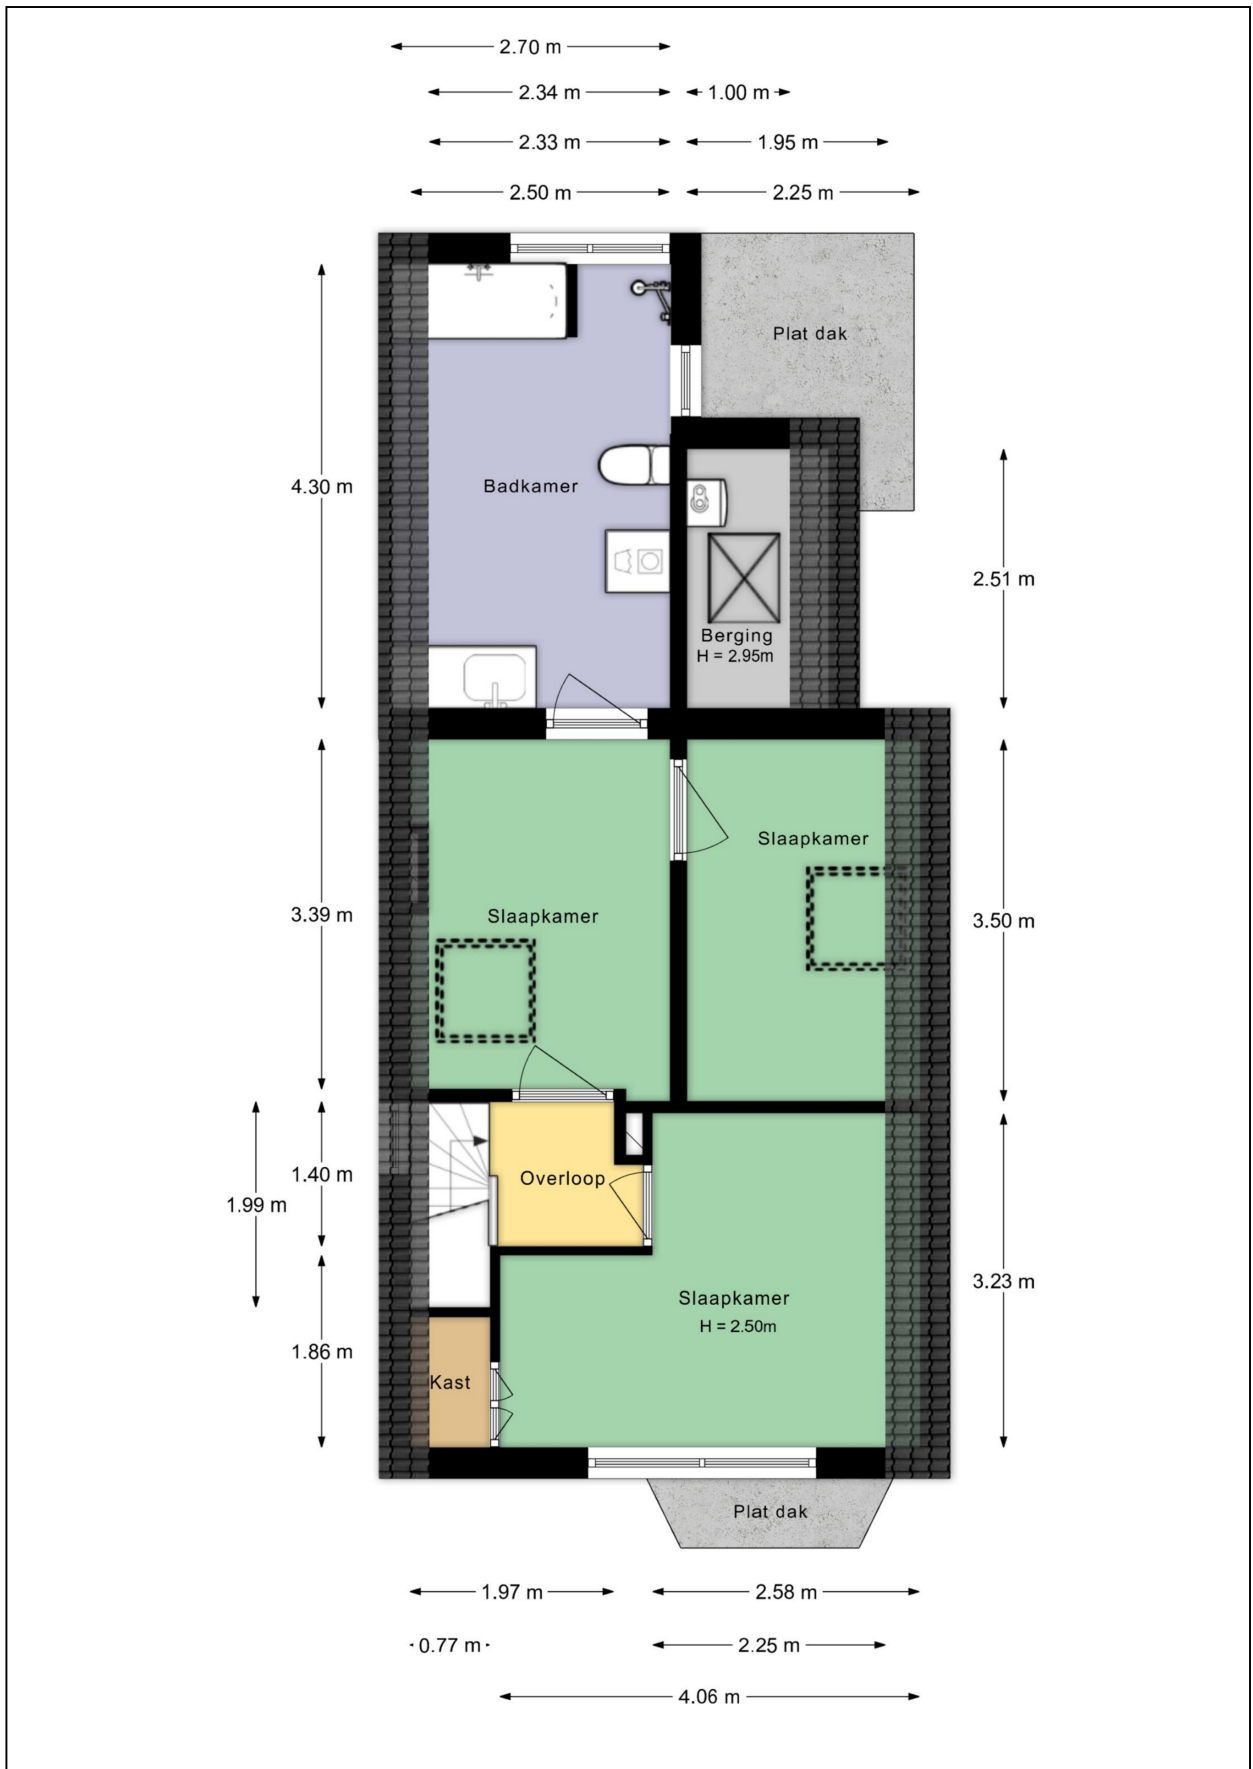 2.70 m
2.34 m
1.00 m
2.33 m
1.95 m
2.50 m
2.25 m
Plat dak
4.30 m
Badkamer
2.51 m
Berging
H = 2.95m
Slaapkamer
3.39 m
Slaapkamer
3.50 m
1.40 m
Overloop
1.99 m
3.23 m
Slaapkamer
H = 2.50m
1.86 m
Kast
Plat dak
1.97 m
2.58 m
0.77 m
2.25 m
4.06 m